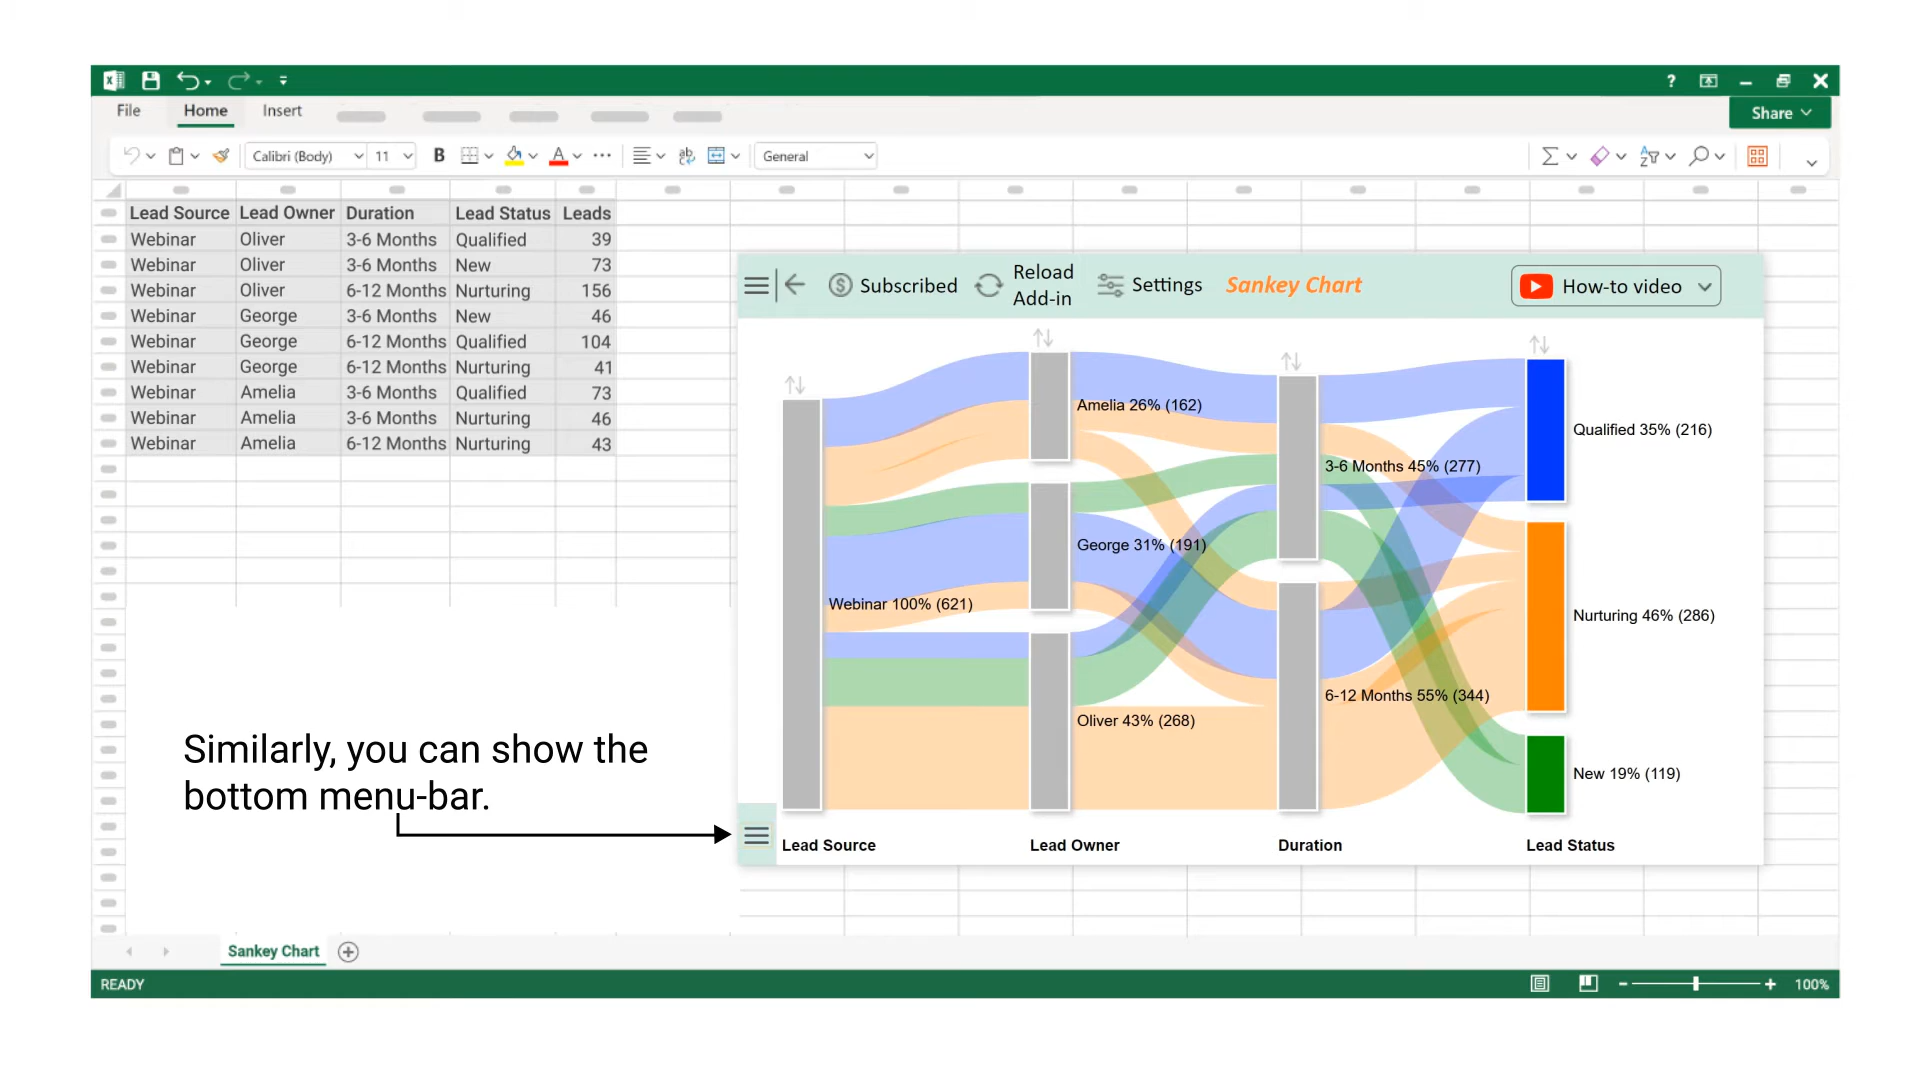 File Home Insert
Share
Calibri (Body) 11 B A General
Lead Source Lead Owner Duration Lead Status Leads
Webinar Oliver 3-6 Months Qualified 39
Webinar Oliver 3-6 Months New 73
Webinar Oliver 6-12 Months Nurturing 156
Webinar George 3-6 Months New 46
Webinar George 6-12 Months Qualified 104
Webinar George 6-12 Months Nurturing 41
Webinar Amelia 3-6 Months Qualified 73
Webinar Amelia 3-6 Months Nurturing 46
Webinar Amelia 6-12 Months Nurturing 43
Subscribed
Reload
Add-in
Settings
Sankey Chart
How-to video
Amelia 26% (162)
Qualified 35% (216)
3-6 Months 45% (277)
George 31% (191)
Webinar 100% (621)
Nurturing 46% (286)
6-12 Months 55% (344)
Oliver 43% (268)
New 19% (119)
Lead Source Lead Owner Duration Lead Status
Similarly, you can show the
bottom menu-bar.
Sankey Chart
READY
100%